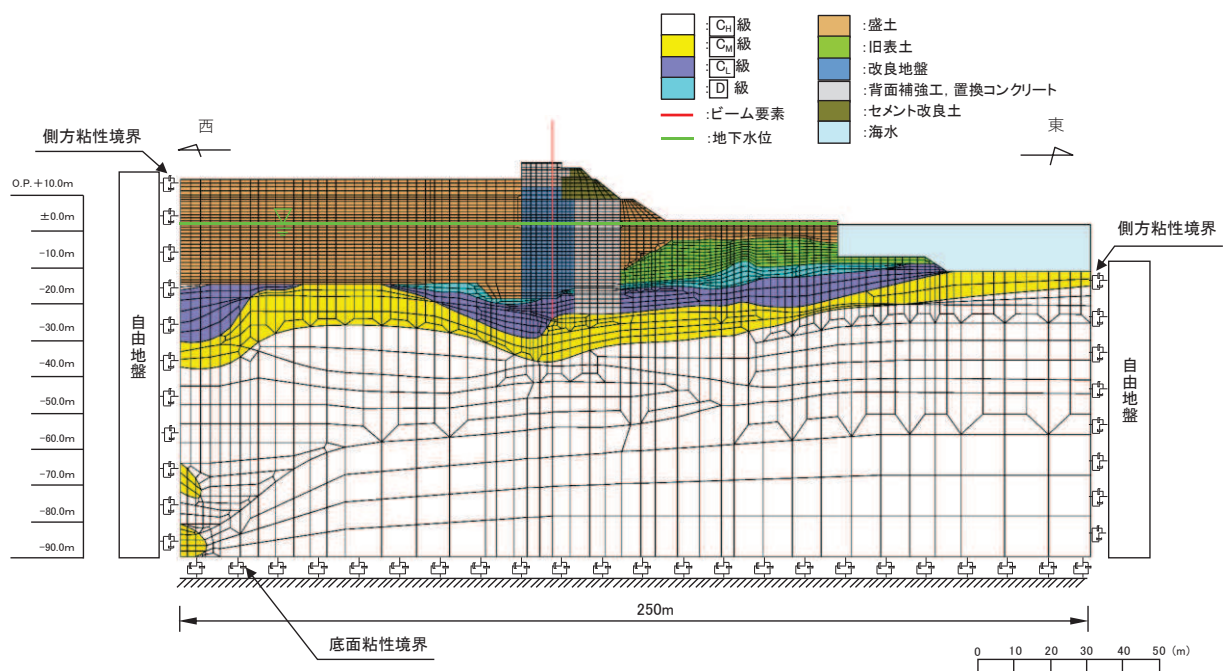 :CH級
:CM級
:CL級
:D 級
:ビーム要素
:地下水位
:盛土
:旧表土
:改良地盤
:背面補強工, 置換コンクリート
:セメント改良土
:海水
側方粘性境界
西
東
側方粘性境界
O.P.+10.0m
±0.0m
-10.0m
-20.0m
-30.0m
-40.0m
-50.0m
-60.0m
-70.0m
-80.0m
-90.0m
自由地盤
自由地盤
250m
底面粘性境界
0 10 20 30 40 50 (m)